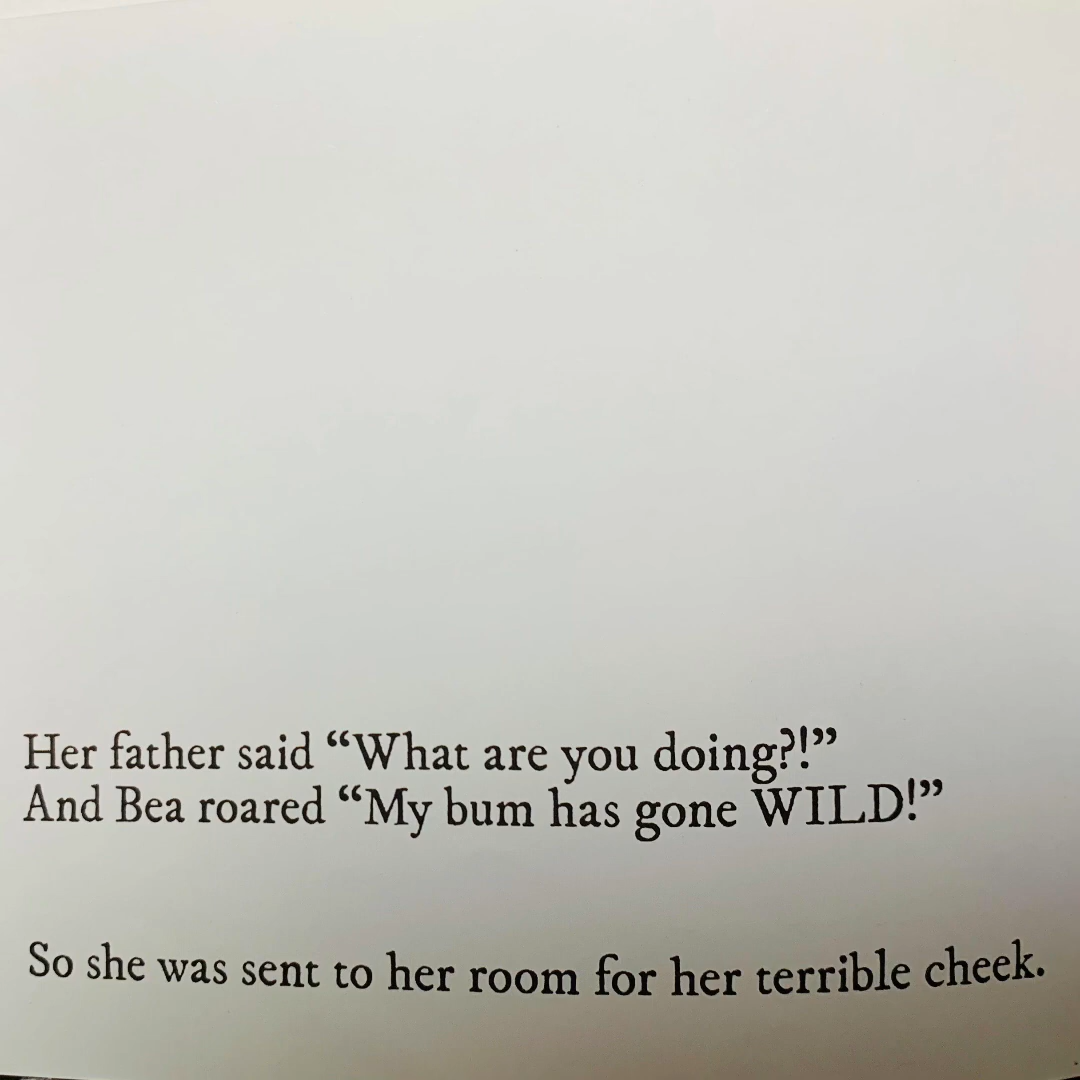 Her father said “What are you doing?!”
And Bea roared “My bum has gone WILD!”
So she was sent to her room for her terrible cheek.